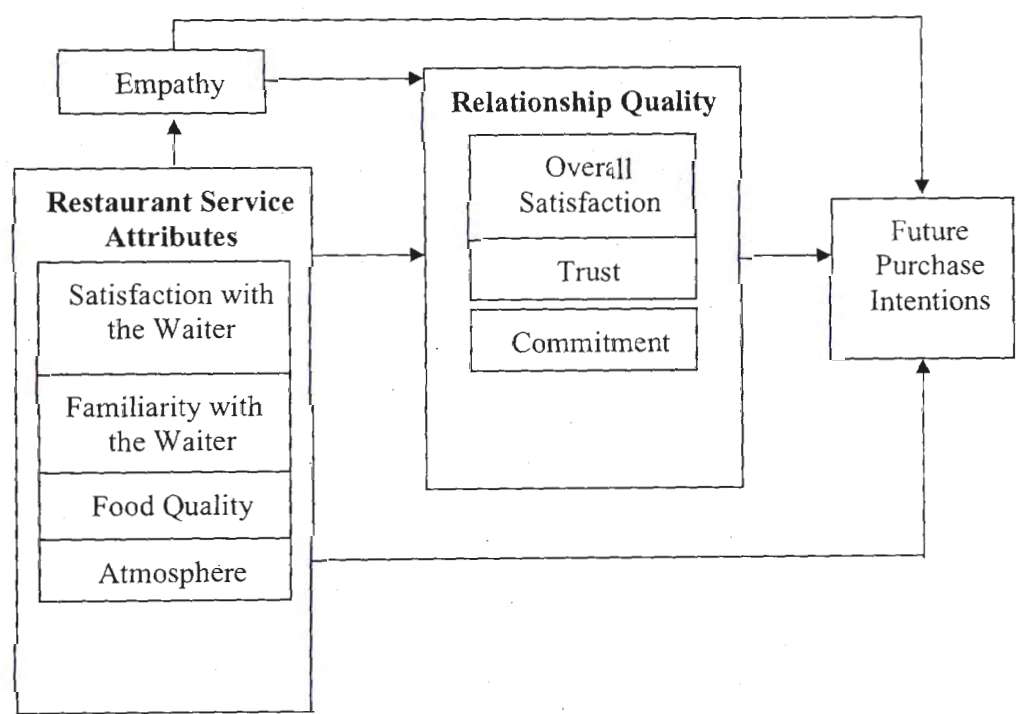 Empathy
Restaurant Service
Attributes
Satisfaction with
the Waiter
Familiarity with
the Waiter
Food Quality
Atmosphere
Relationship Quality
Overall
Satisfaction
Trust
Commitment
Future
Purchase
Intentions